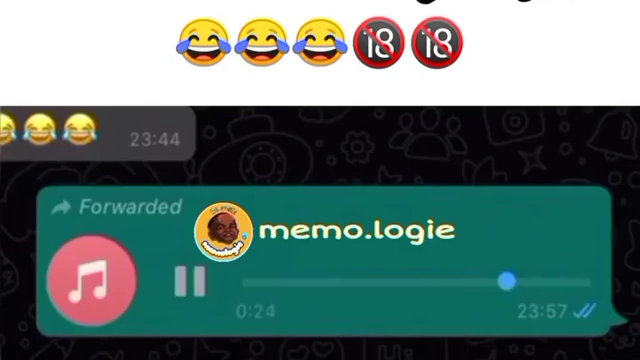 😂😂😂🔞🔞
😂😂😂 23:44
Forwarded
memo.logie
0:24 23:57